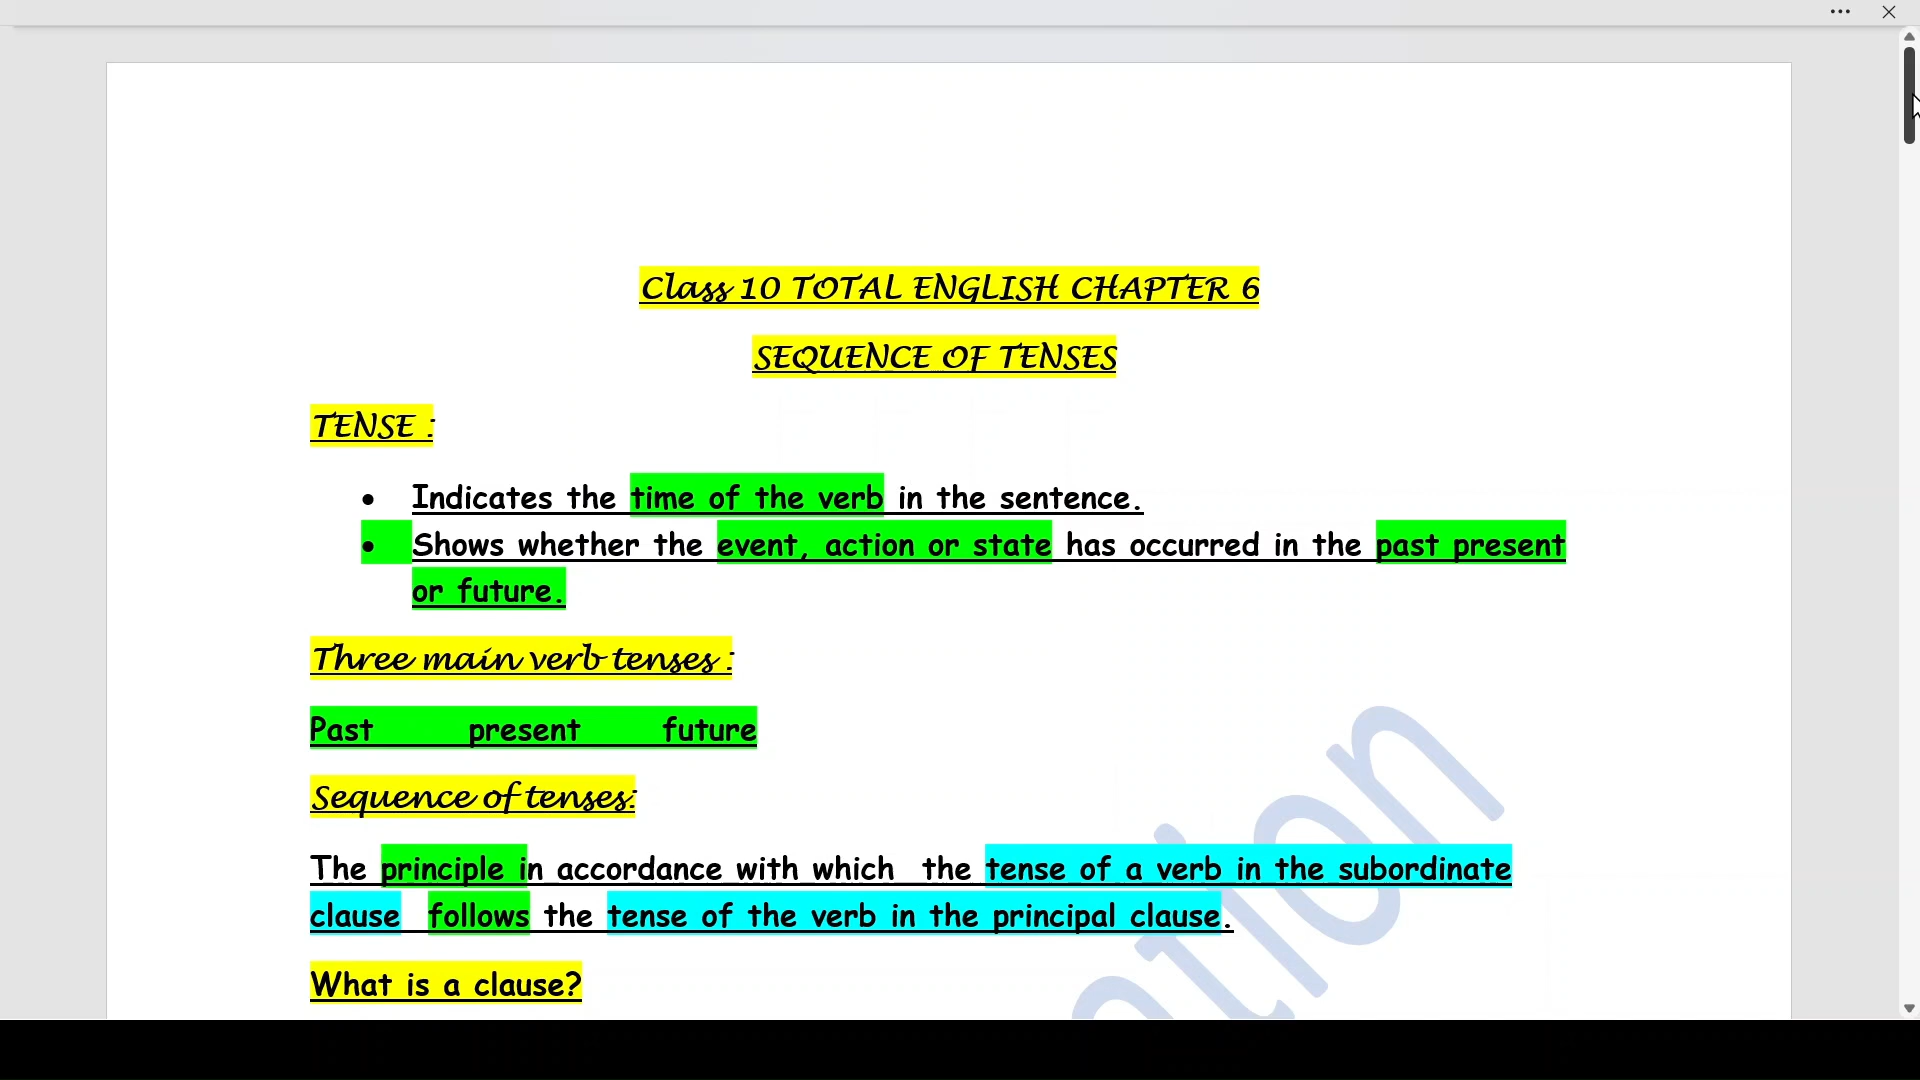 Class 10 TOTAL ENGLISH CHAPTER 6
SEQUENCE OF TENSES
TENSE :
• Indicates the time of the verb in the sentence.
• Shows whether the event, action or state has occurred in the past present
or future.
Three main verb tenses :
Past present future
Sequence of tenses:
The principle in accordance with which the tense of a verb in the subordinate
clause follows the tense of the verb in the principal clause.
What is a clause?